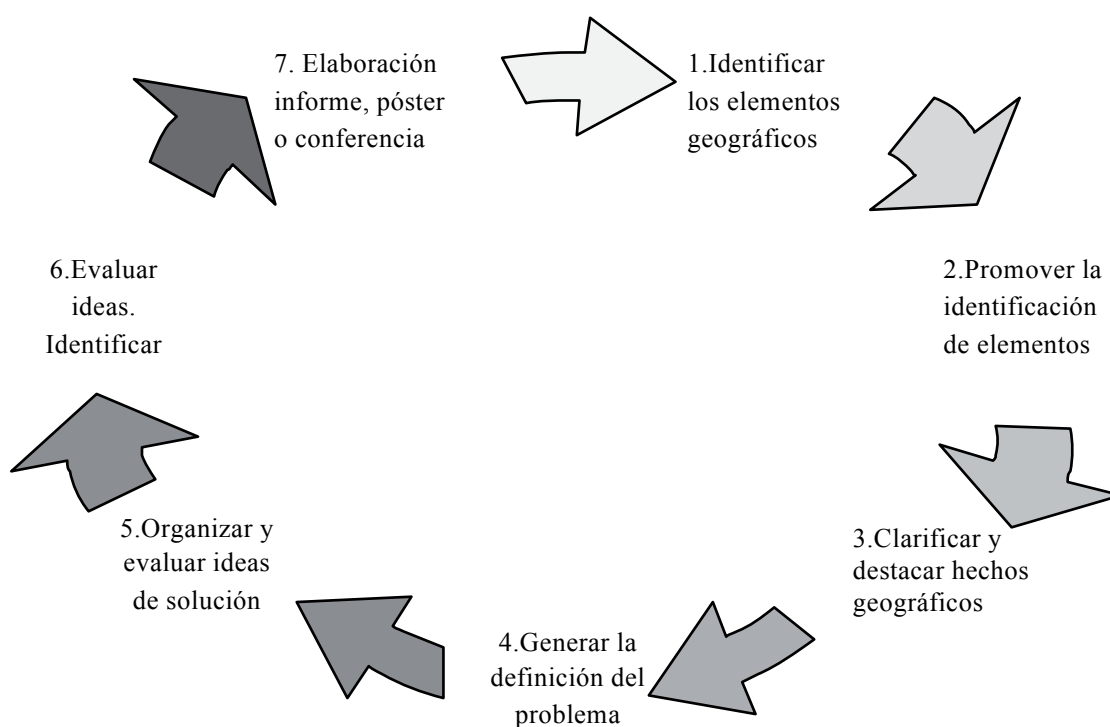 7. Elaboración
informe, póster
o conferencia
1.Identificar
los elementos
geográficos
2.Promover la
identificación
de elementos
3.Clarificar y
destacar hechos
geográficos
4.Generar la
definición del
problema
5.Organizar y
evaluar ideas
de solución
6.Evaluar
ideas.
Identificar